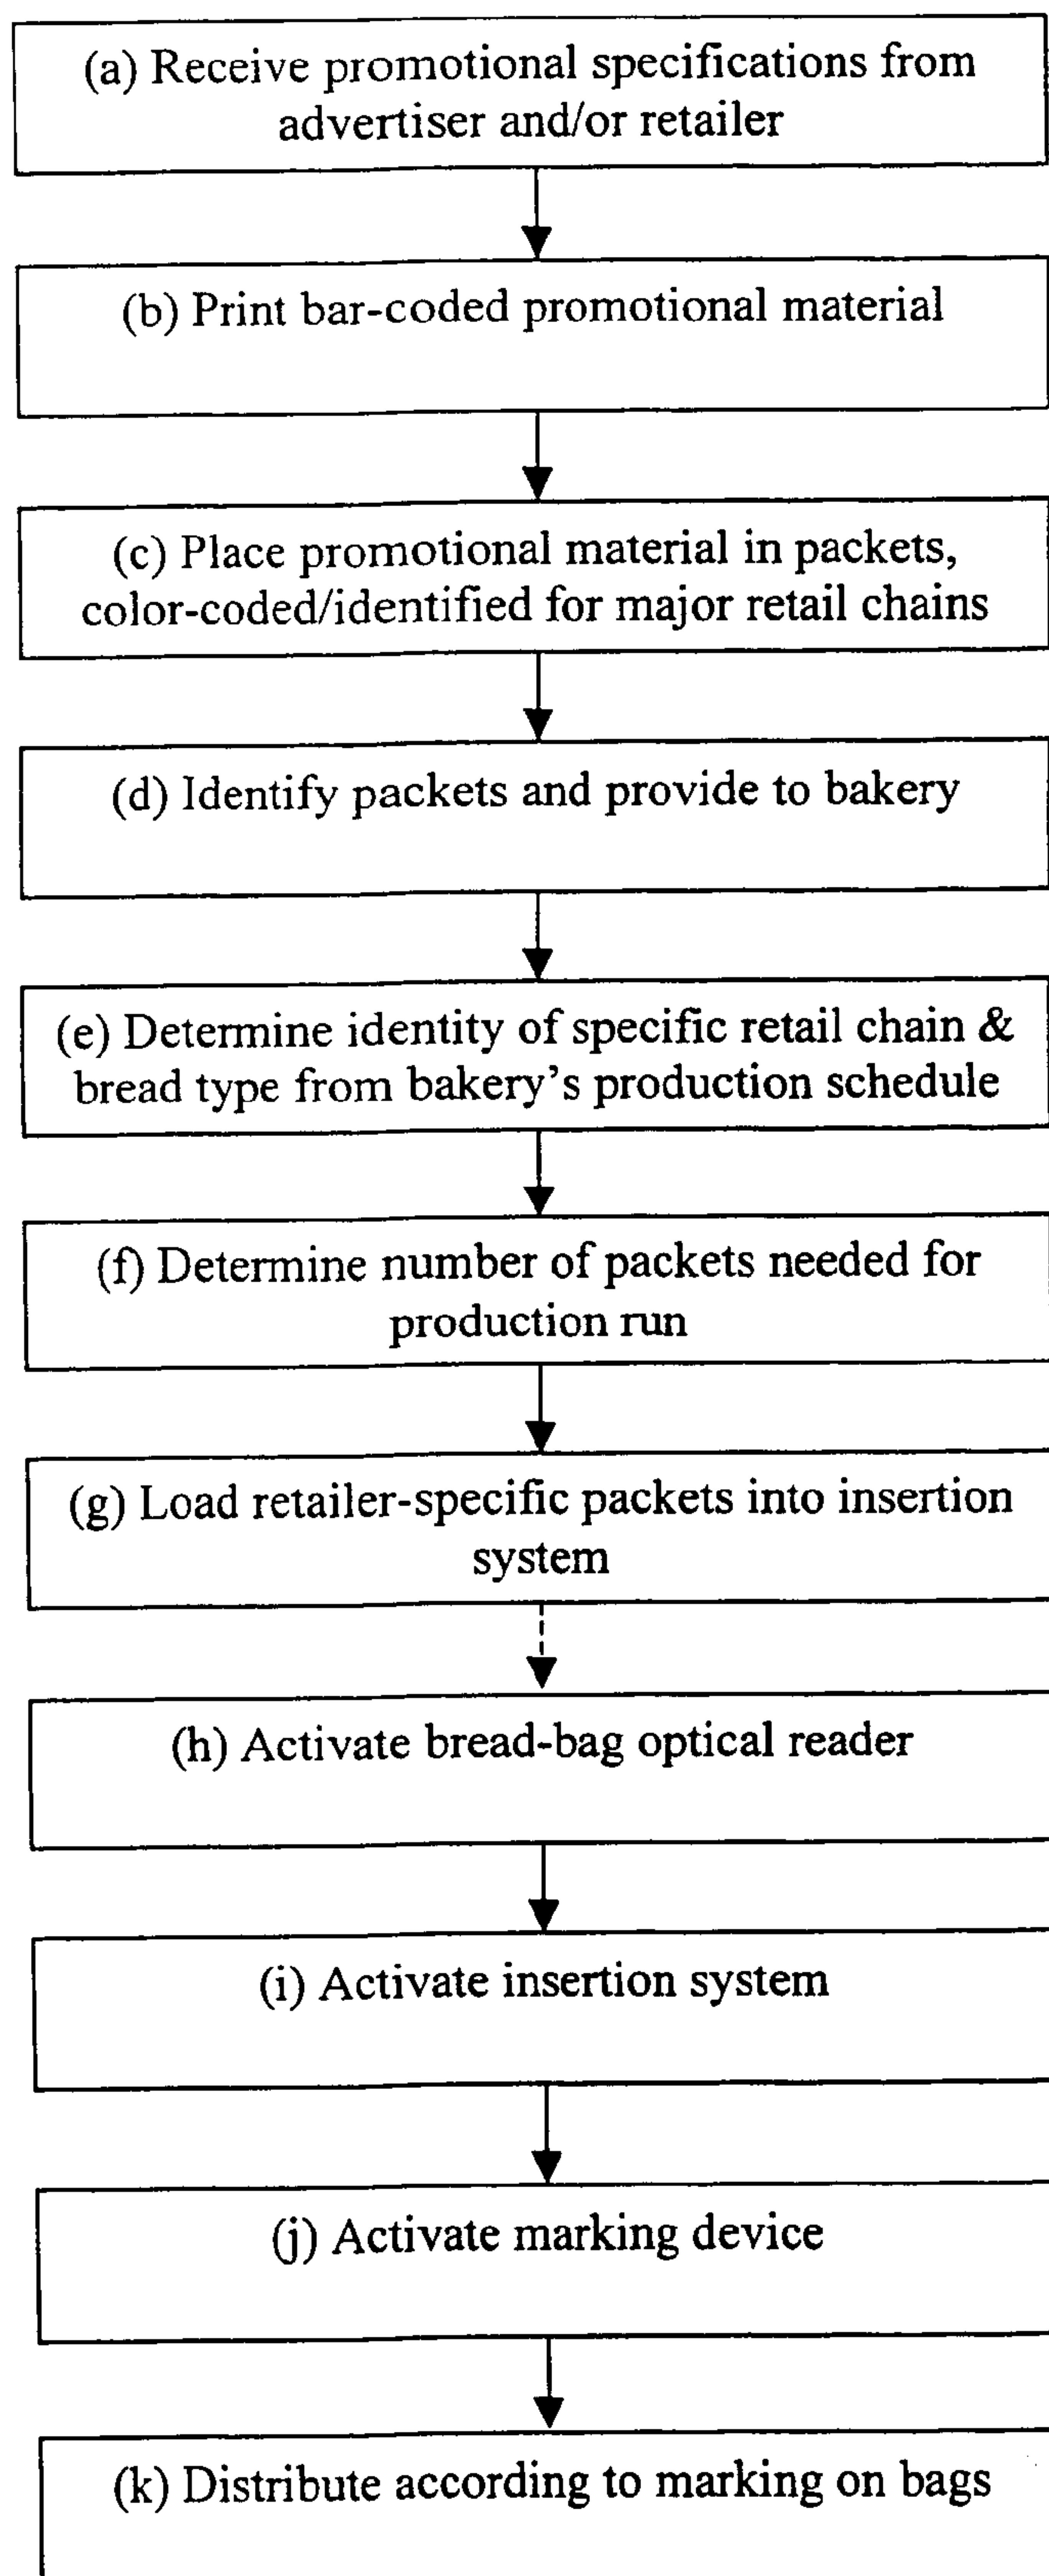 (a) Receive promotional specifications from
advertiser and/or retailer
(b) Print bar-coded promotional material
(c) Place promotional material in packets,
color-coded/identified for major retail chains
(d) Identify packets and provide to bakery
(e) Determine identity of specific retail chain &
bread type from bakery's production schedule
(f) Determine number of packets needed for
production run
(g) Load retailer-specific packets into insertion
system
(h) Activate bread-bag optical reader
(i) Activate insertion system
(j) Activate marking device
(k) Distribute according to marking on bags